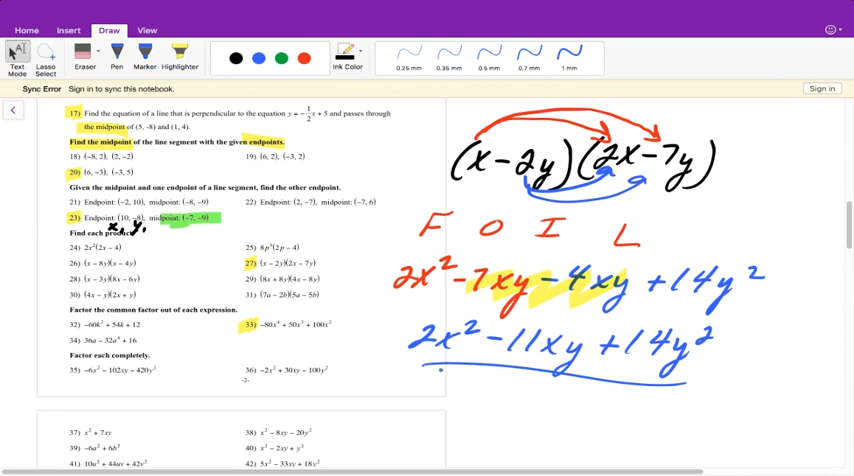 Home Insert Draw View
Text Mode
Lasso Select
Eraser
Pen
Marker
Highlighter
Ink Color
0.25 mm 0.35 mm 0.5 mm 0.7 mm 1 mm
Sync Error Sign in to sync this notebook.
Sign in
17) Find the equation of a line that is perpendicular to the equation y = -1/2x + 5 and passes through
the midpoint of (5, -8) and (1, 4).
Find the midpoint of the line segment with the given endpoints.
18) (-8, 2), (2, -2) 19) (6, 2), (-3, 2)
20) (6, -3), (-3, 5)
Given the midpoint and one endpoint of a line segment, find the other endpoint.
21) Endpoint: (-2, 10), midpoint: (-8, -9) 22) Endpoint: (2, -7), midpoint: (-7, -6)
23) Endpoint: (10, -8), midpoint: (-7, -9)
x, y,
Find each product.
24) 2x²(2x - 4) 25) 8p³(2p - 4)
26) (x - 8y)(x - 4y) 27) (x - 2y)(2x - 7y)
28) (x - 3y)(8x - 6y) 29) (8x + 8y)(4x - 8y)
30) (4x - y)(2x + y) 31) (7a - 2b)(5a - 5b)
Factor the common factor out of each expression.
32) -60k² + 54k + 12 33) -80x⁴ + 50x³ + 100x²
34) 36a - 32a⁴ + 16
Factor each completely.
35) -6x² - 102xy - 420y² 36) -2x² + 30xy - 100y²
-2-
37) x² + 7xy 38) x² - 8xy - 20y²
39) -6a² + 6b² 40) x² - 2xy + y²
41) 10u² + 44uv + 42v² 42) 5x² - 33xy + 18y²
(x - 2y)(2x - 7y)
F O I L
2x² - 7xy - 4xy + 14y²
2x² - 11xy + 14y²